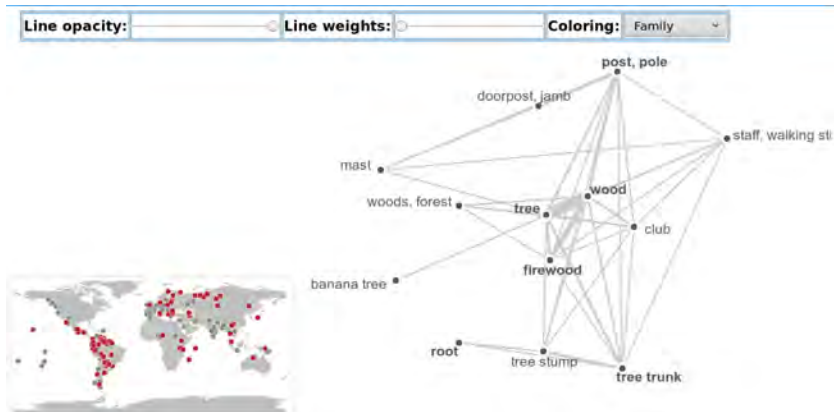 Line opacity: Line weights: Coloring: Family
post, pole
doorpost, jamb
staff, walking sti
mast
wood
woods, forest
tree
club
firewood
banana tree
root
tree stump
tree trunk